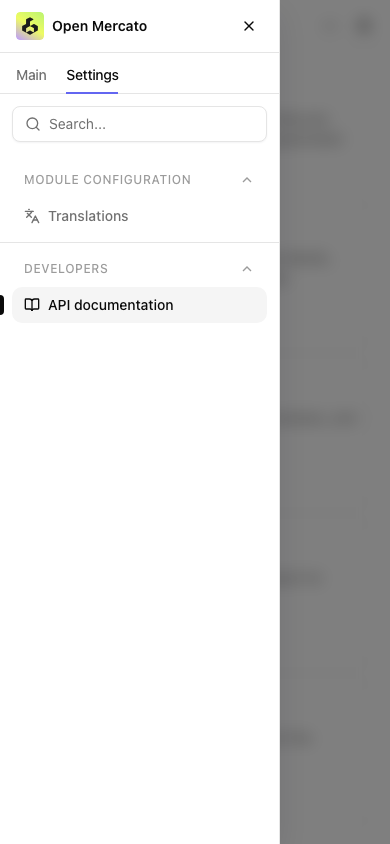 Open Mercato
Main Settings
Search...
MODULE CONFIGURATION
Translations
DEVELOPERS
API documentation